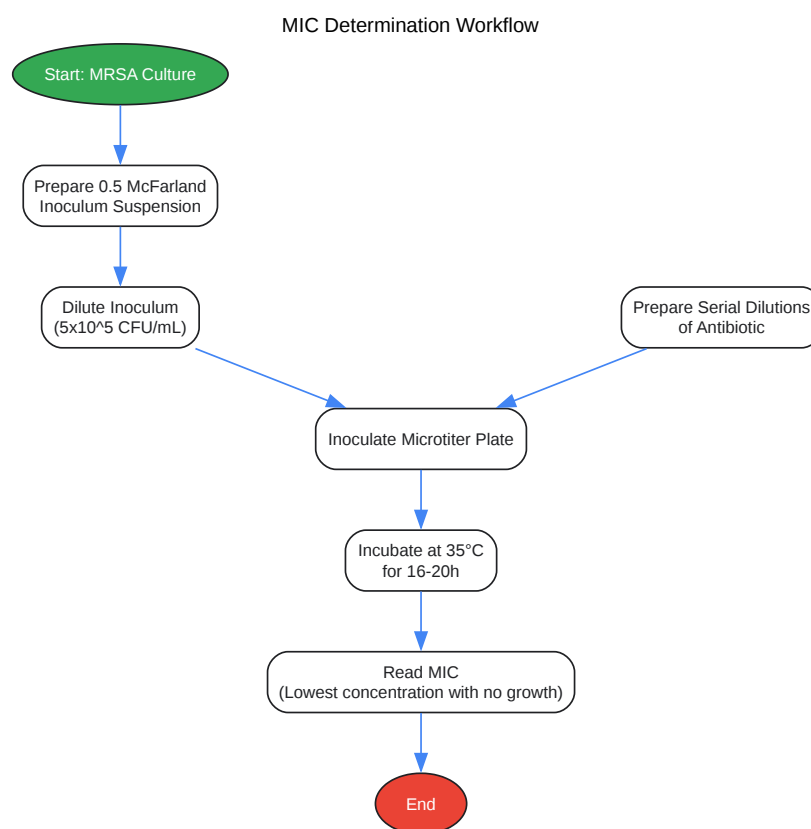 MIC Determination Workflow
Start: MRSA Culture
Prepare 0.5 McFarland
Inoculum Suspension
Dilute Inoculum
(5x10^5 CFU/mL)
Prepare Serial Dilutions
of Antibiotic
Inoculate Microtiter Plate
Incubate at 35°C
for 16-20h
Read MIC
(Lowest concentration with no growth)
End